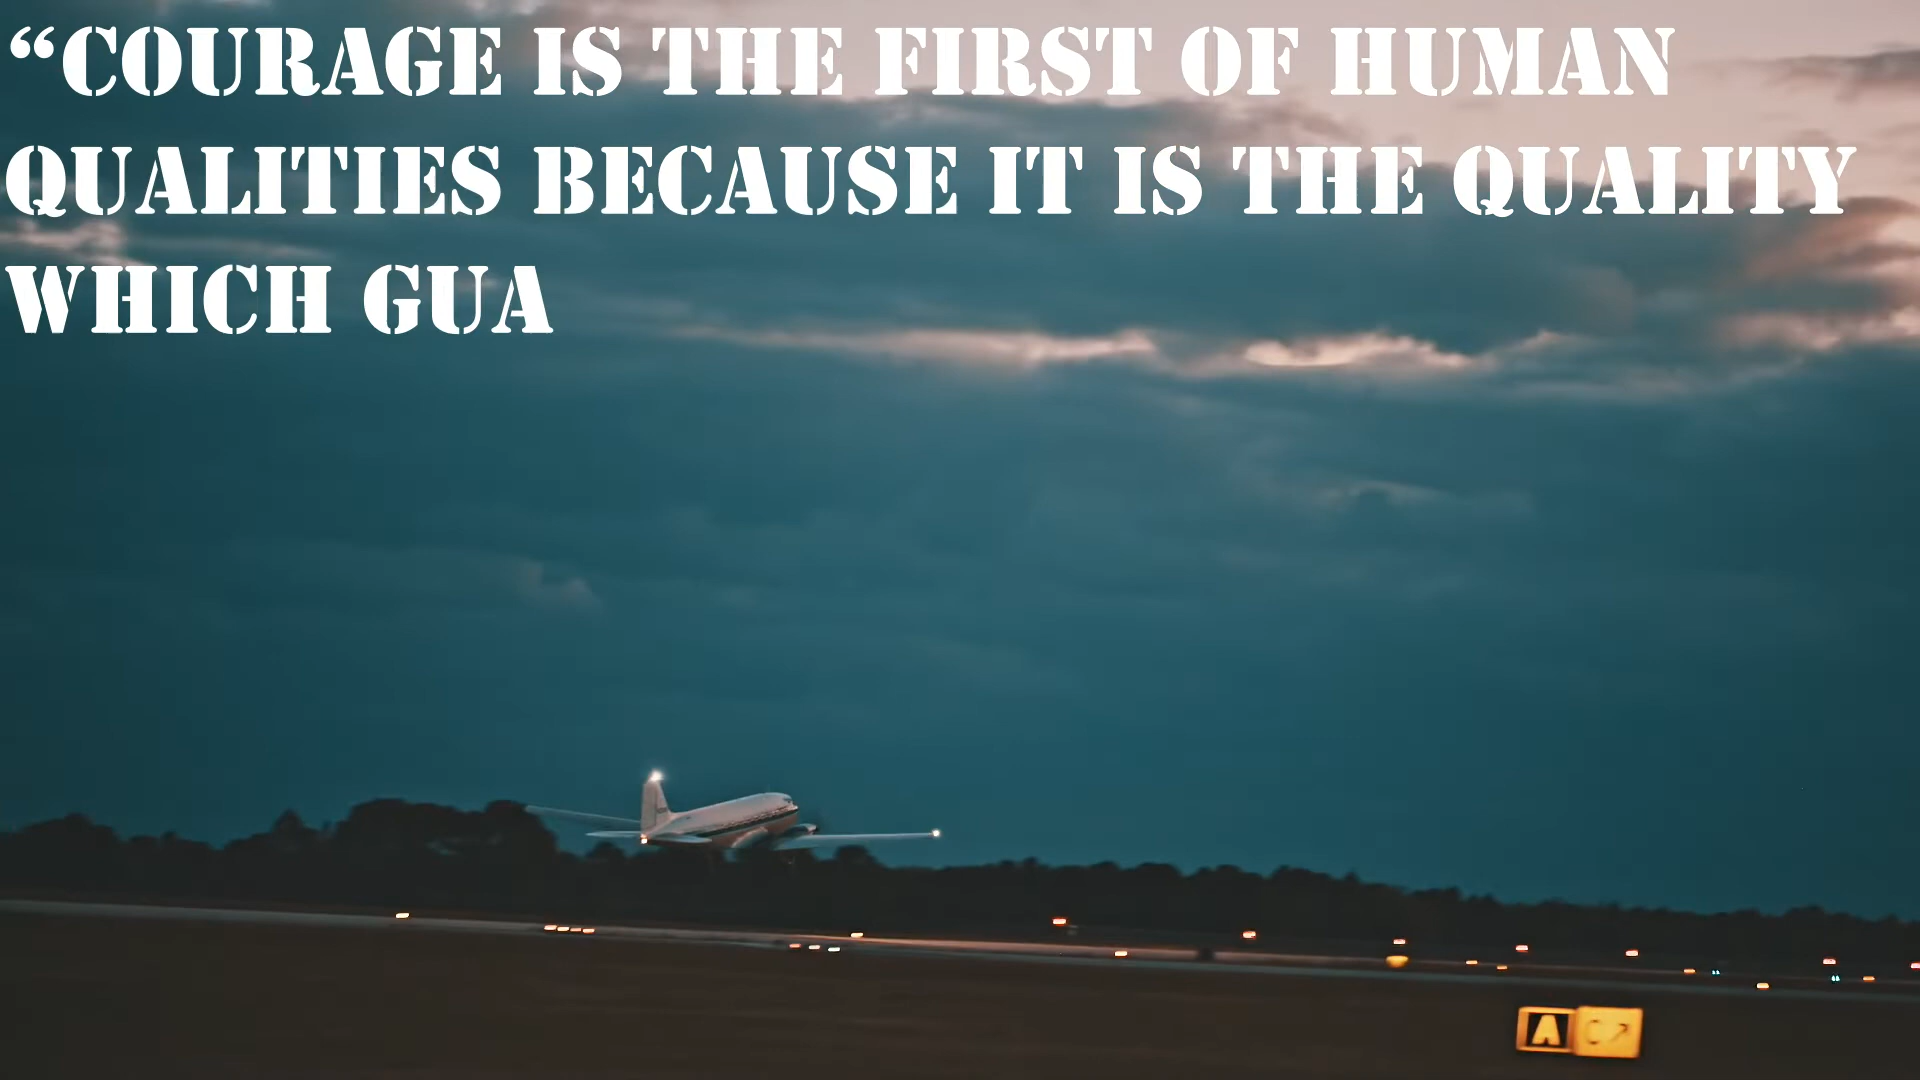 “COURAGE IS THE FIRST OF HUMAN
QUALITIES BECAUSE IT IS THE QUALITY
WHICH GUA
A C↗